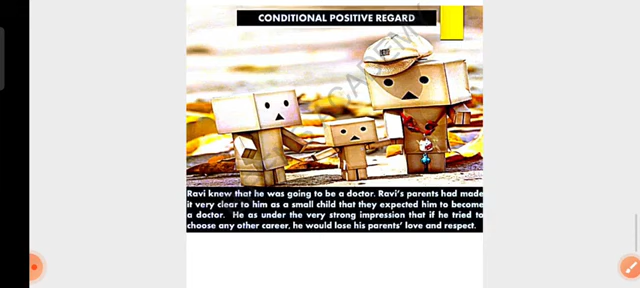 CONDITIONAL POSITIVE REGARD
Ravi knew that he was going to be a doctor. Ravi's parents had made
it very clear to him as a small child that they expected him to become
a doctor. He as under the very strong impression that if he tried to
choose any other career, he would lose his parents' love and respect.